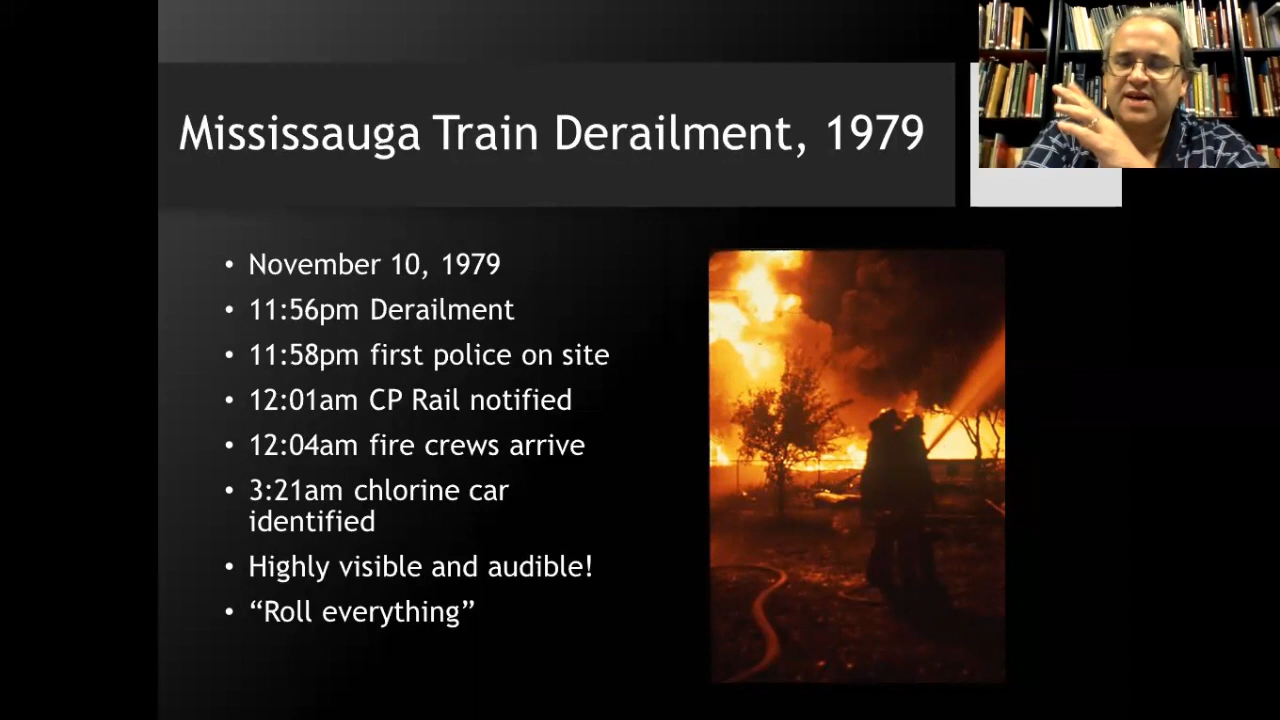 Mississauga Train Derailment, 1979
• November 10, 1979
• 11:56pm Derailment
• 11:58pm first police on site
• 12:01am CP Rail notified
• 12:04am fire crews arrive
• 3:21am chlorine car
identified
• Highly visible and audible!
• “Roll everything”